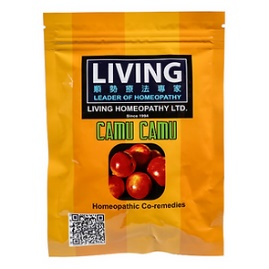 LIVING
順勢療法專家
LEADER OF HOMEOPATHY
LIVING HOMEOPATHY LTD.
Since 1984
CAMU CAMU
Homeopathic Co-remedies